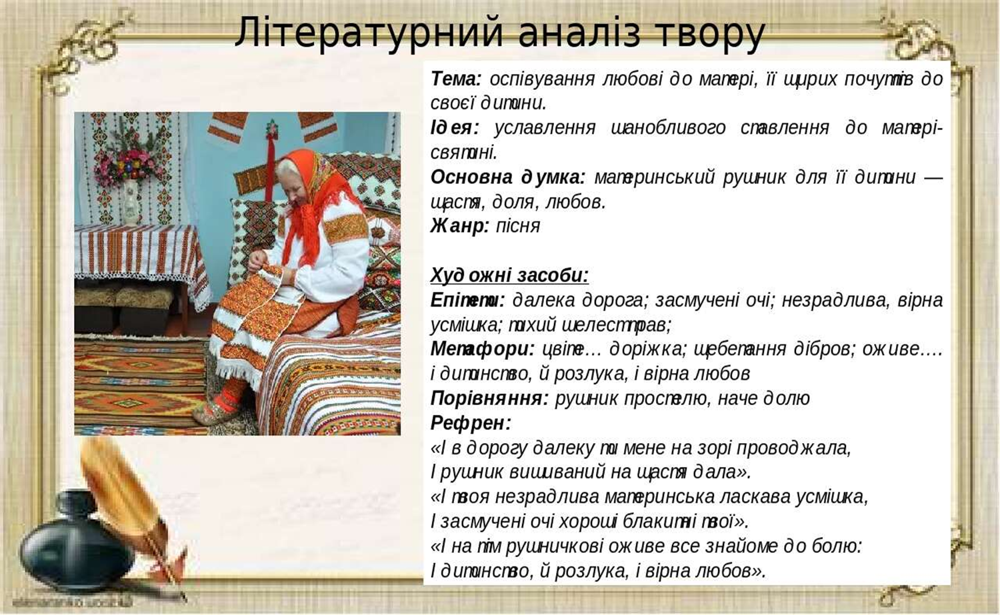 Літературний аналіз твору
Тема: оспівування любові до матері, її щирих почуттів до
своєї дитини.
Ідея: уславлення шанобливого ставлення до матері-
святині.
Основна думка: материнський рушник для її дитини —
щастя, доля, любов.
Жанр: пісня
Художні засоби:
Епітети: далека дорога; засмучені очі; незрадлива, вірна
усмішка; тихий шелест трав;
Метафори: цвіте… доріжка; щебетання дібров; оживе….
і дитинство, й розлука, і вірна любов
Порівняння: рушник простелю, наче долю
Рефрен:
«І в дорогу далеку ти мене на зорі проводжала,
І рушник вишиваний на щастя дала».
«І твоя незрадлива материнська ласкава усмішка,
І засмучені очі хороші блакитні твої».
«І на тім рушничкові оживе все знайоме до болю:
І дитинство, й розлука, і вірна любов».